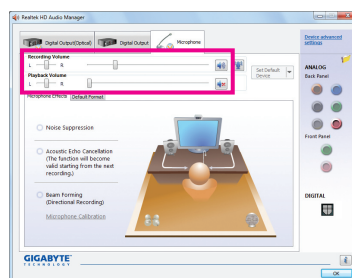 Realtek HD Audio Manager
Digital Output(Optical)
Digital Output
Microphone
Device advanced
settings
Recording Volume
L
R
Set Default
Device
Playback Volume
L
R
Microphone Effects
Default Format
ANALOG
Back Panel
Noise Suppression
Acoustic Echo Cancellation
(The function will become
valid starting from the next
recording.)
Front Panel
Beam Forming
(Directional Recording)
Microphone Calibration
DIGITAL
GIGABYTE
TECHNOLOGY
OK